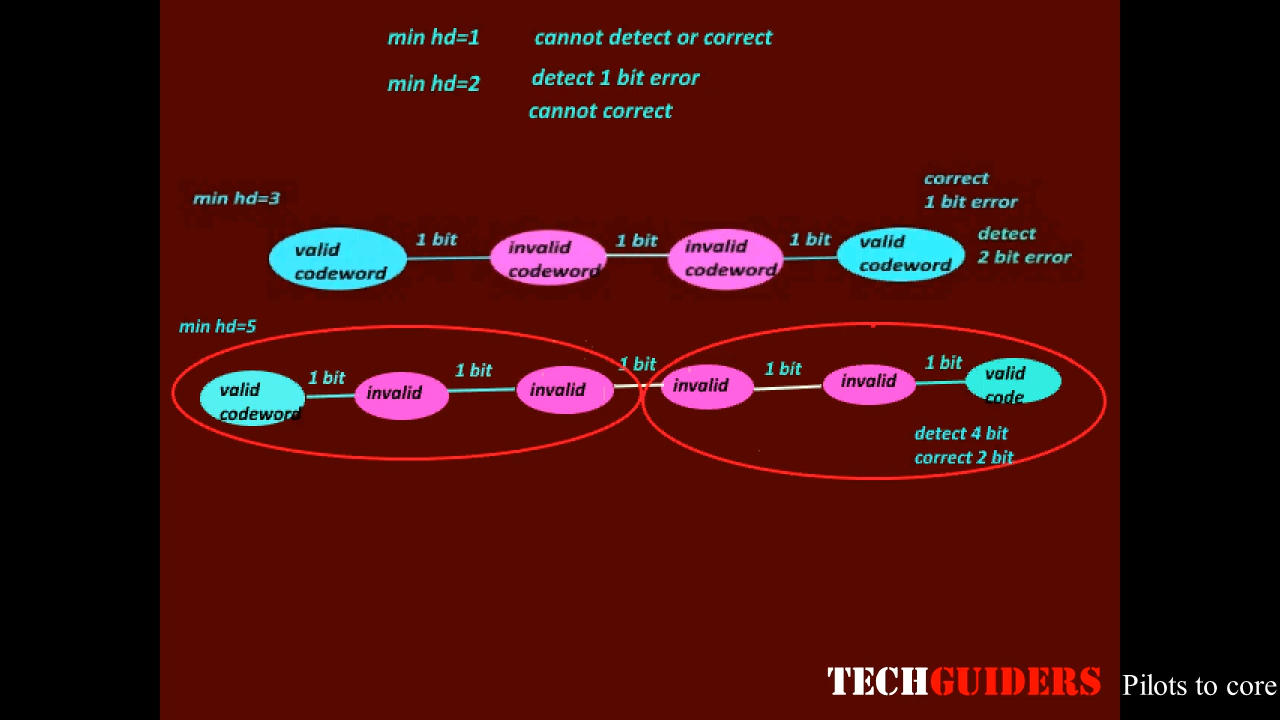 min hd=1 cannot detect or correct
min hd=2 detect 1 bit error
cannot correct
min hd=3
correct
1 bit error
detect
2 bit error
valid
codeword
1 bit
invalid
codeword
1 bit
invalid
codeword
1 bit
valid
codeword
min hd=5
valid
codeword
1 bit
invalid
1 bit
invalid
1 bit
invalid
1 bit
invalid
1 bit
valid
code
detect 4 bit
correct 2 bit
TECHGUIDERS Pilots to core